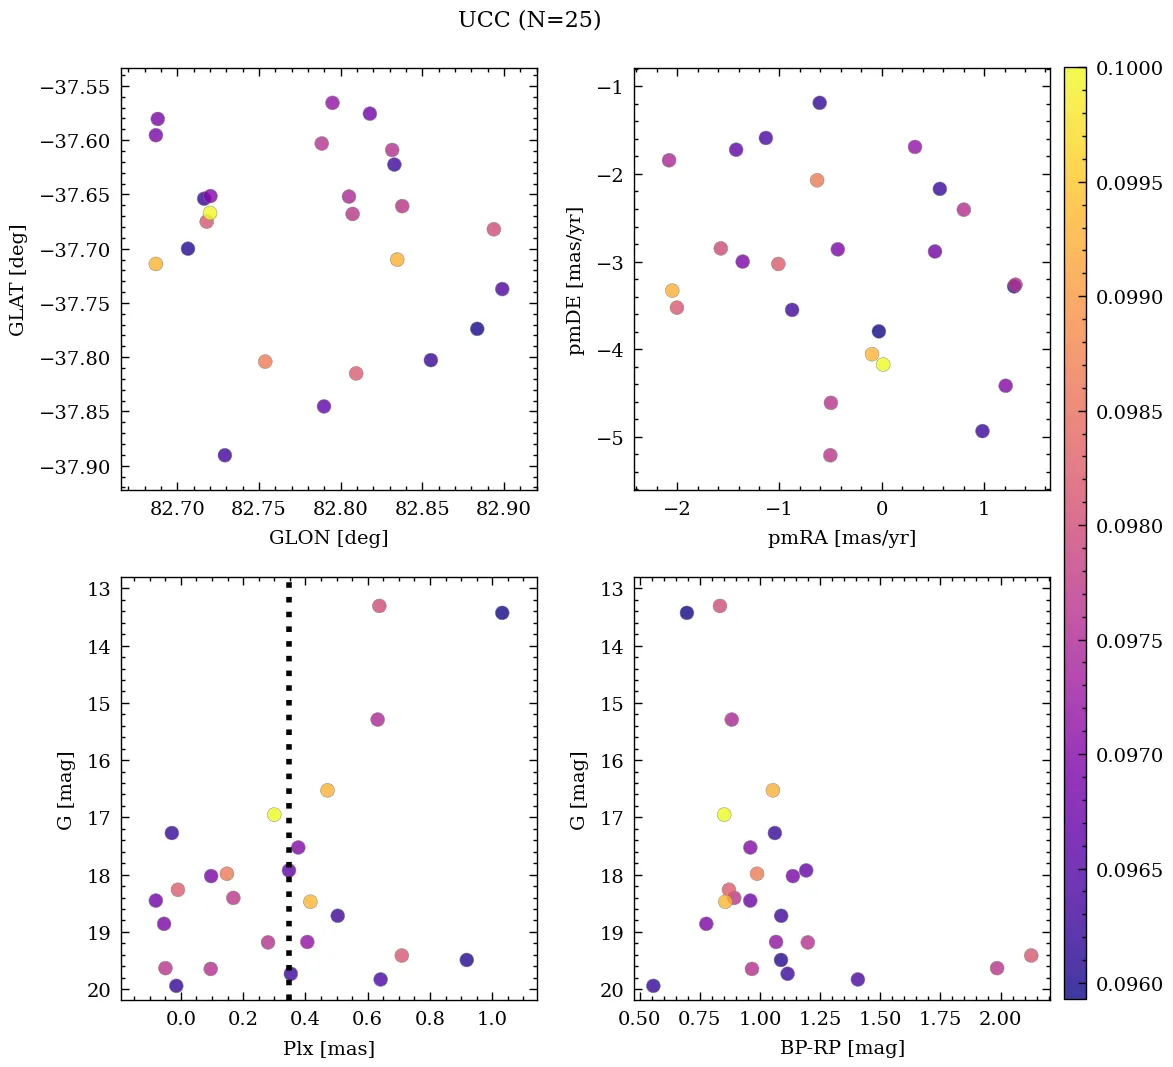 UCC (N=25)
−37.55
−37.60
−37.65
−37.70
−37.75
−37.80
−37.85
−37.90
GLAT [deg]
82.70 82.75 82.80 82.85 82.90
GLON [deg]
−1
−2
−3
−4
−5
pmDE [mas/yr]
−2 −1 0 1
pmRA [mas/yr]
13
14
15
16
17
18
19
20
G [mag]
0.0 0.2 0.4 0.6 0.8 1.0
Plx [mas]
13
14
15
16
17
18
19
20
G [mag]
0.50 0.75 1.00 1.25 1.50 1.75 2.00
BP-RP [mag]
0.1000
0.0995
0.0990
0.0985
0.0980
0.0975
0.0970
0.0965
0.0960